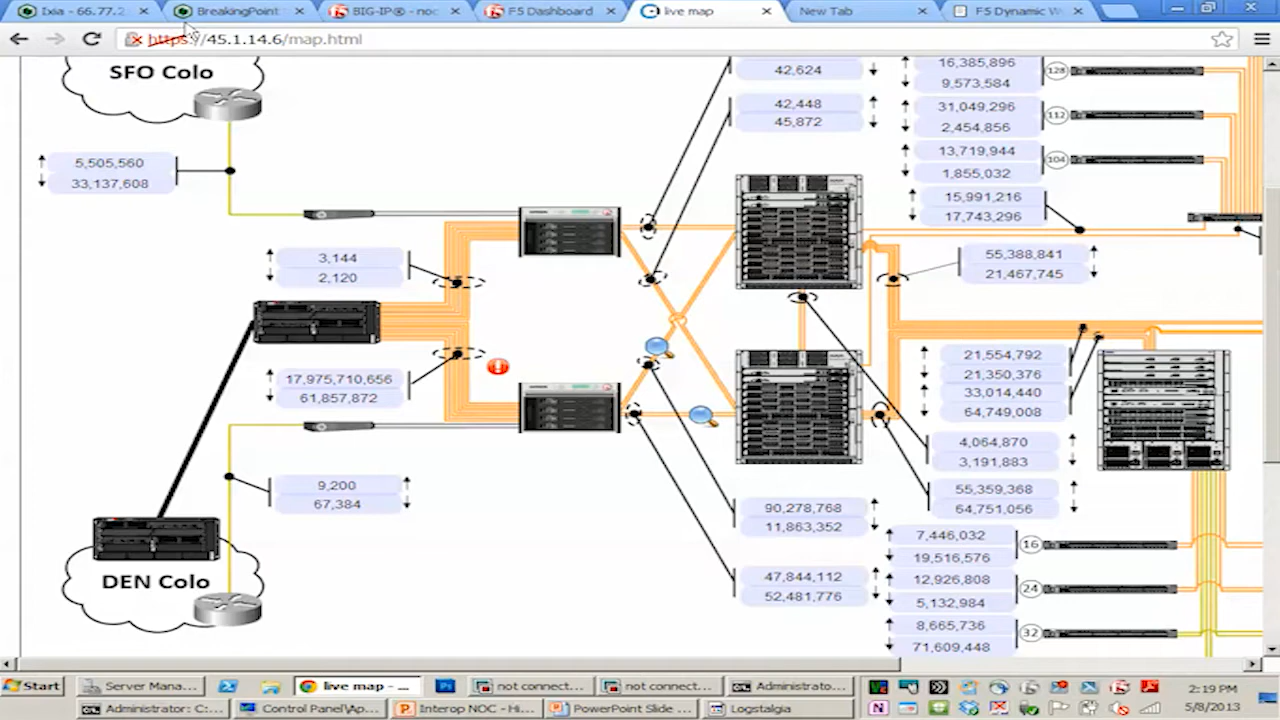 Ixia - 66.77.2
BreakingPoint
BIG-IP® - noc
F5 Dashboard
live map
New Tab
F5 Dynamic W
https://45.1.14.6/map.html
SFO Colo
5,505,560
33,137,608
42,624
42,448
45,872
16,385,896
9,573,584
128
31,049,296
2,454,856
112
13,719,944
1,855,032
104
15,991,216
17,743,296
3,144
2,120
55,388,841
21,467,745
17,975,710,656
61,857,872
21,554,792
21,350,376
33,014,440
64,749,008
4,064,870
3,191,883
9,200
67,384
55,359,368
64,751,056
90,278,768
11,863,352
7,446,032
19,516,576
16
47,844,112
52,481,776
12,926,808
5,132,984
24
8,665,736
71,609,448
32
DEN Colo
Start
Server Mana...
live map - ...
not connect...
not connect...
Administrato...
2:19 PM
Administrator: C:...
Control Panel\Ap...
Interop NOC - Hi...
PowerPoint Slide ...
Logstalgia
5/8/2013